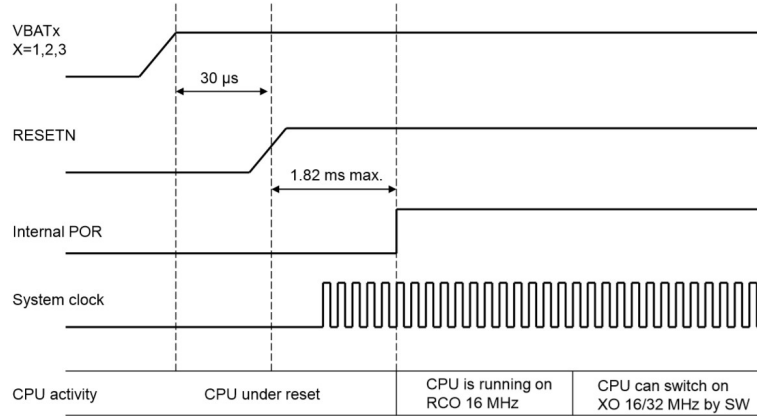 VBATx
X=1,2,3
30 µs
RESETN
1.82 ms max.
Internal POR
System clock
CPU activity
CPU under reset
CPU is running on
RCO 16 MHz
CPU can switch on
XO 16/32 MHz by SW